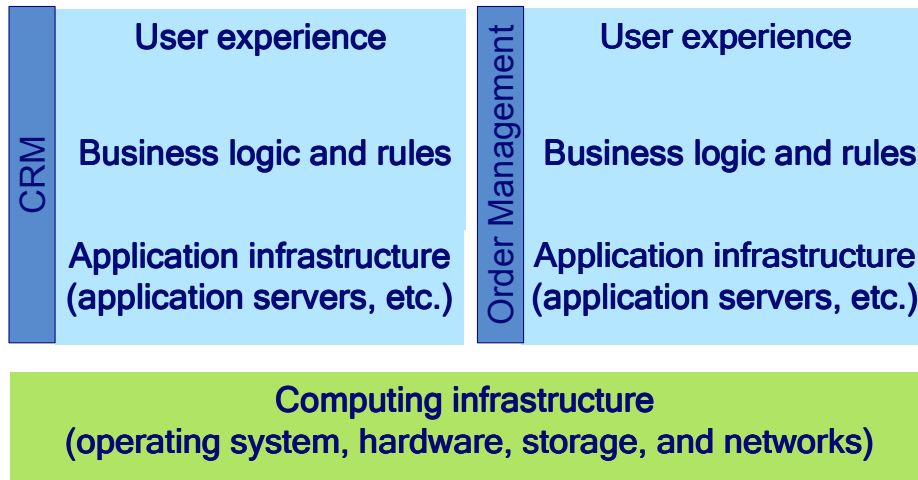 CRM
User experience
Business logic and rules
Application infrastructure
(application servers, etc.)
Order Management
User experience
Business logic and rules
Application infrastructure
(application servers, etc.)
Computing infrastructure
(operating system, hardware, storage, and networks)